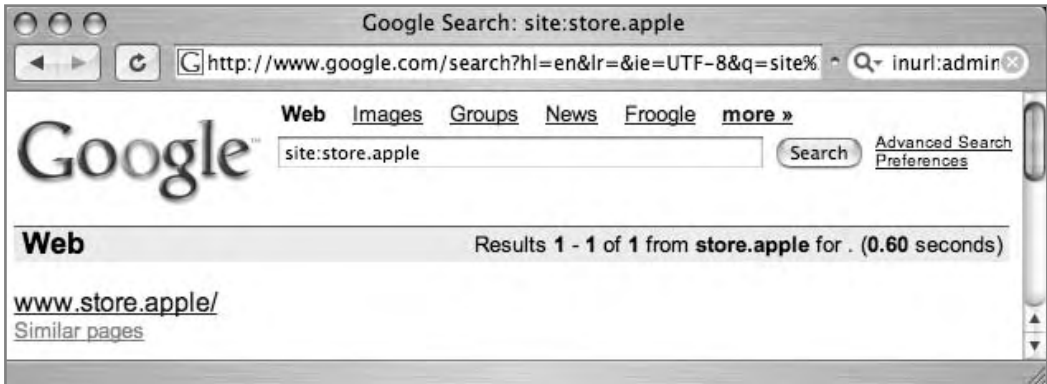 Google Search: site:store.apple
G http://www.google.com/search?hl=en&lr=&ie=UTF-8&q=site% inurl:admin
Web Images Groups News Froogle more »
Google™
site:store.apple Search Advanced Search
Preferences
Web Results 1 - 1 of 1 from store.apple for . (0.60 seconds)
www.store.apple/
Similar pages